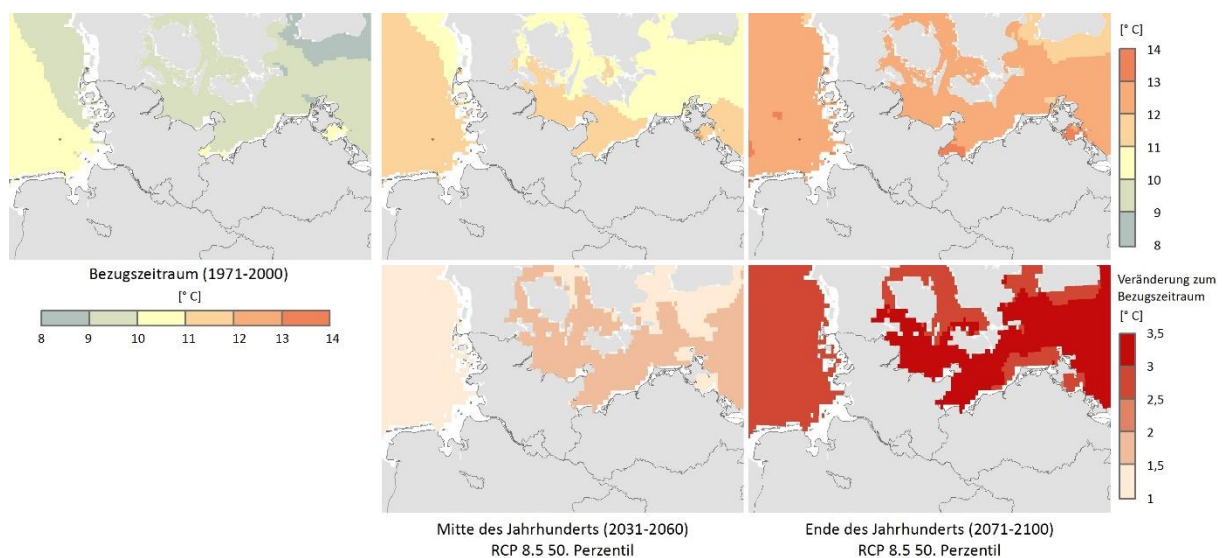 [° C]
14
13
12
11
10
9
8
Bezugszeitraum (1971-2000)
[° C]
8 9 10 11 12 13 14
Veränderung zum
Bezugszeitraum
[° C]
3,5
3
2,5
2
1,5
1
Mitte des Jahrhunderts (2031-2060)
RCP 8.5 50. Perzentil
Ende des Jahrhunderts (2071-2100)
RCP 8.5 50. Perzentil